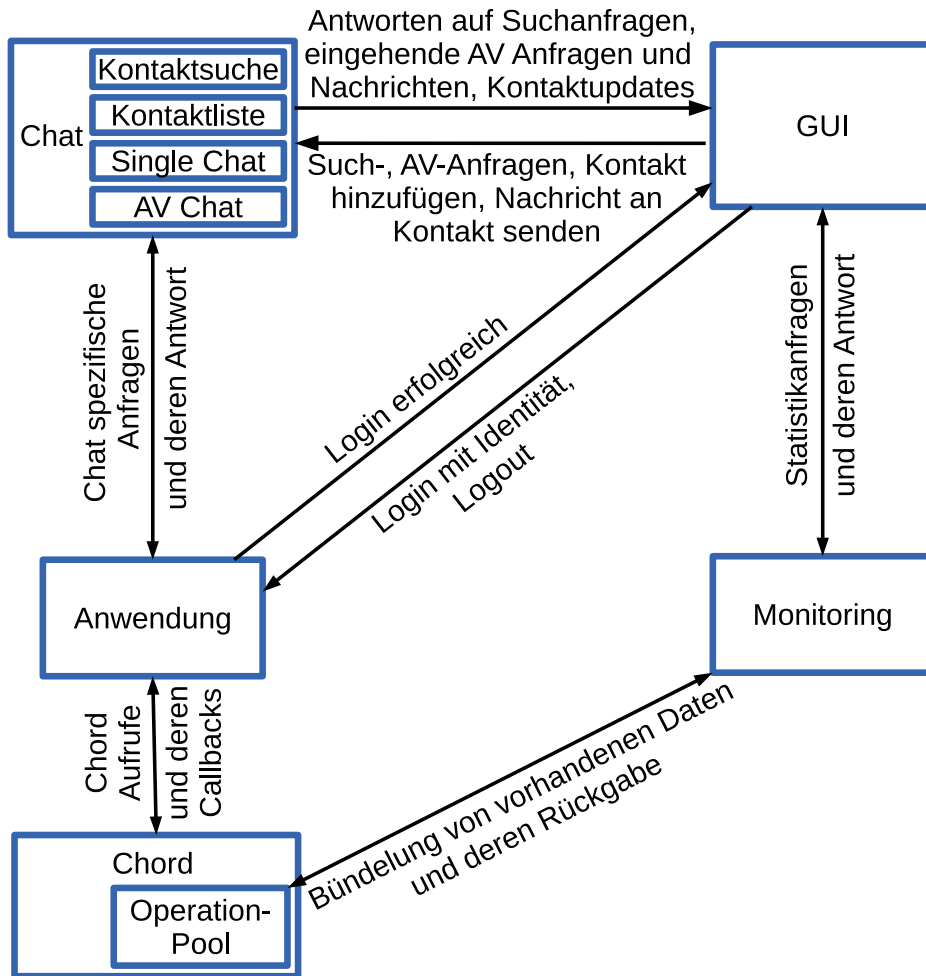 Antworten auf Suchanfragen,
eingehende AV Anfragen und
Nachrichten, Kontaktupdates
Chat
Kontaktsuche
Kontaktliste
Single Chat
AV Chat
GUI
Such-, AV-Anfragen, Kontakt
hinzufügen, Nachricht an
Kontakt senden
Chat spezifische
Anfragen
und deren Antwort
Login erfolgreich
Login mit Identität,
Logout
Statistikanfragen
und deren Antwort
Anwendung
Monitoring
Chord
Aufrufe
und deren
Callbacks
Bündelung von vorhandenen Daten
und deren Rückgabe
Chord
Operation-
Pool